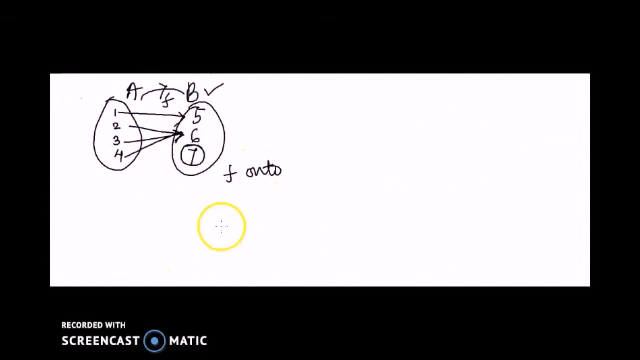 A f B ✓
1 5
2 6
3 7
4
f onto
RECORDED WITH
SCREENCAST MATIC